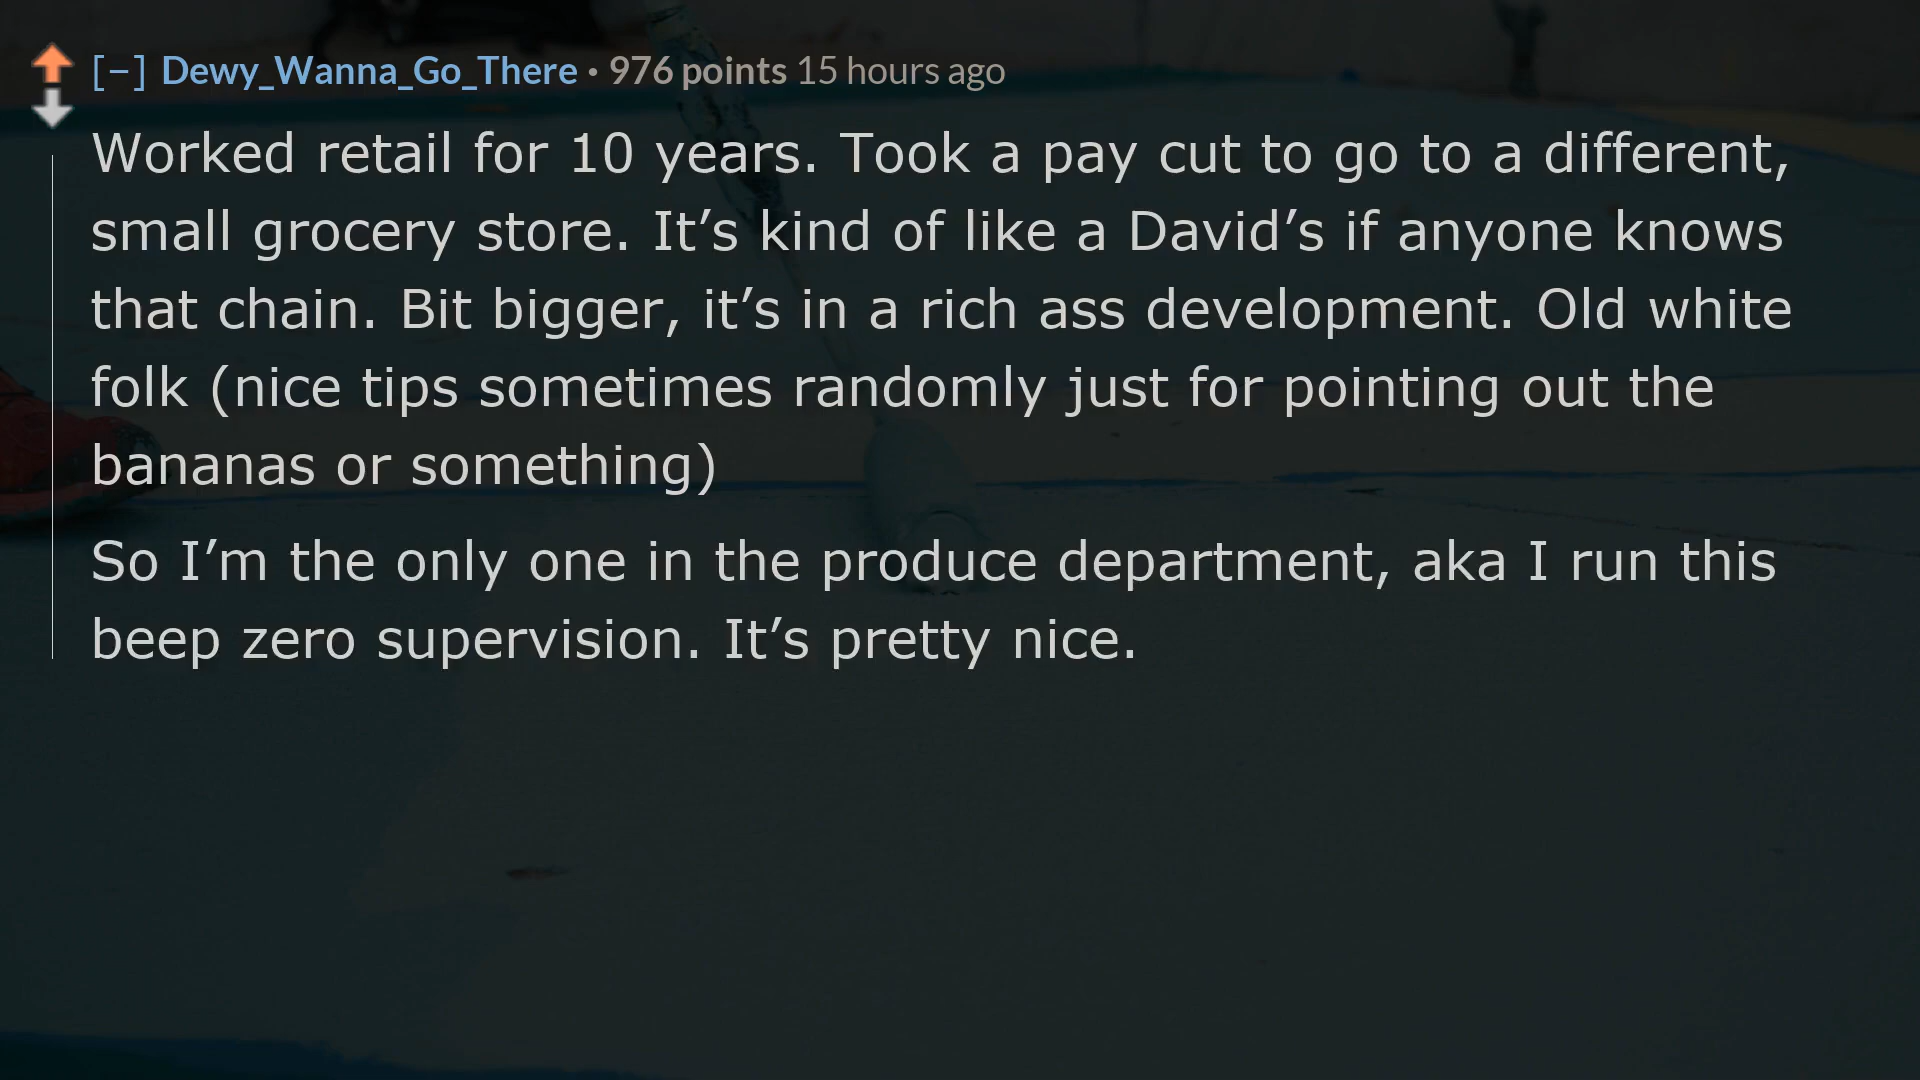 [–] Dewy_Wanna_Go_There · 976 points 15 hours ago
Worked retail for 10 years. Took a pay cut to go to a different,
small grocery store. It’s kind of like a David’s if anyone knows
that chain. Bit bigger, it’s in a rich ass development. Old white
folk (nice tips sometimes randomly just for pointing out the
bananas or something)
So I’m the only one in the produce department, aka I run this
beep zero supervision. It’s pretty nice.